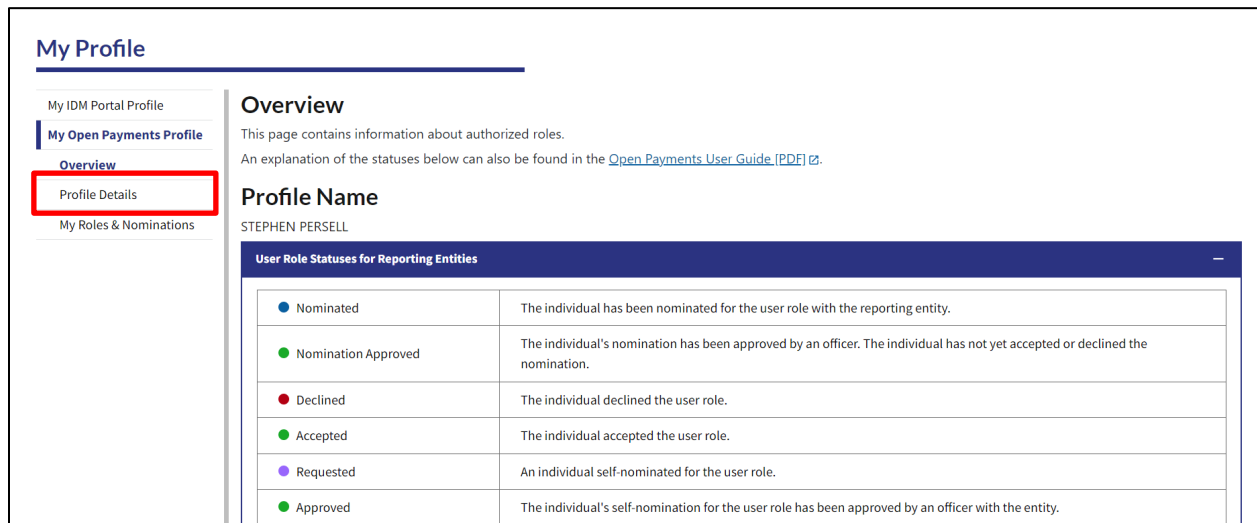 My Profile
My IDM Portal Profile
My Open Payments Profile
Overview
Profile Details
My Roles & Nominations
Overview
This page contains information about authorized roles.
An explanation of the statuses below can also be found in the Open Payments User Guide [PDF].
Profile Name
STEPHEN PERSELL
User Role Statuses for Reporting Entities
Nominated
The individual has been nominated for the user role with the reporting entity.
Nomination Approved
The individual's nomination has been approved by an officer. The individual has not yet accepted or declined the
nomination.
Declined
The individual declined the user role.
Accepted
The individual accepted the user role.
Requested
An individual self-nominated for the user role.
Approved
The individual's self-nomination for the user role has been approved by an officer with the entity.